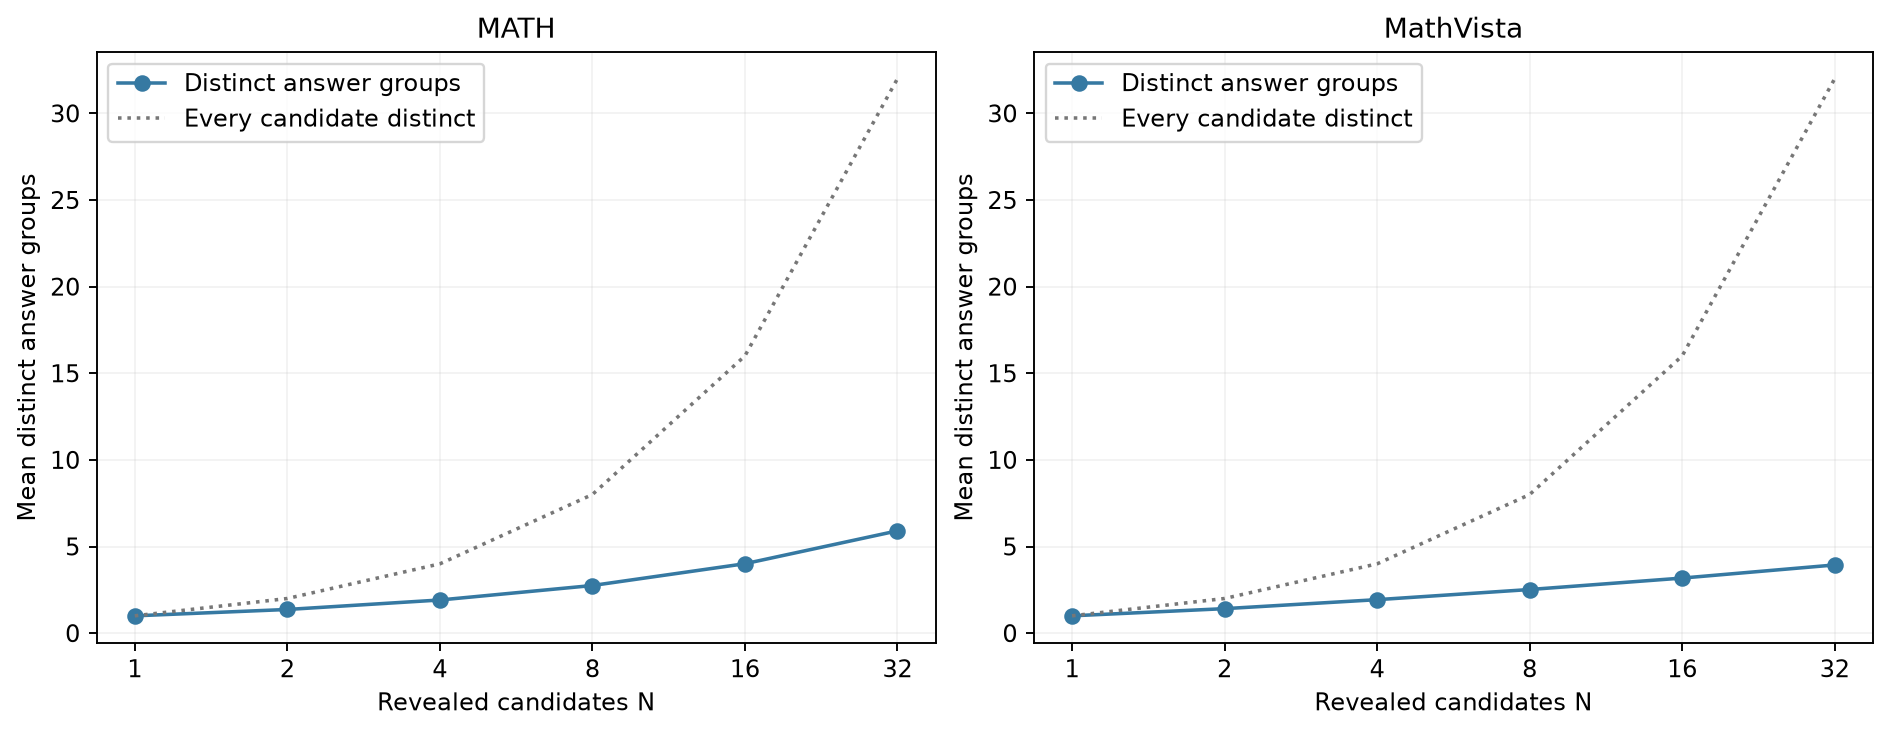 MATH
Distinct answer groups
Every candidate distinct
Mean distinct answer groups
30
25
20
15
10
5
0
1 2 4 8 16 32
Revealed candidates N
MathVista
Distinct answer groups
Every candidate distinct
Mean distinct answer groups
30
25
20
15
10
5
0
1 2 4 8 16 32
Revealed candidates N